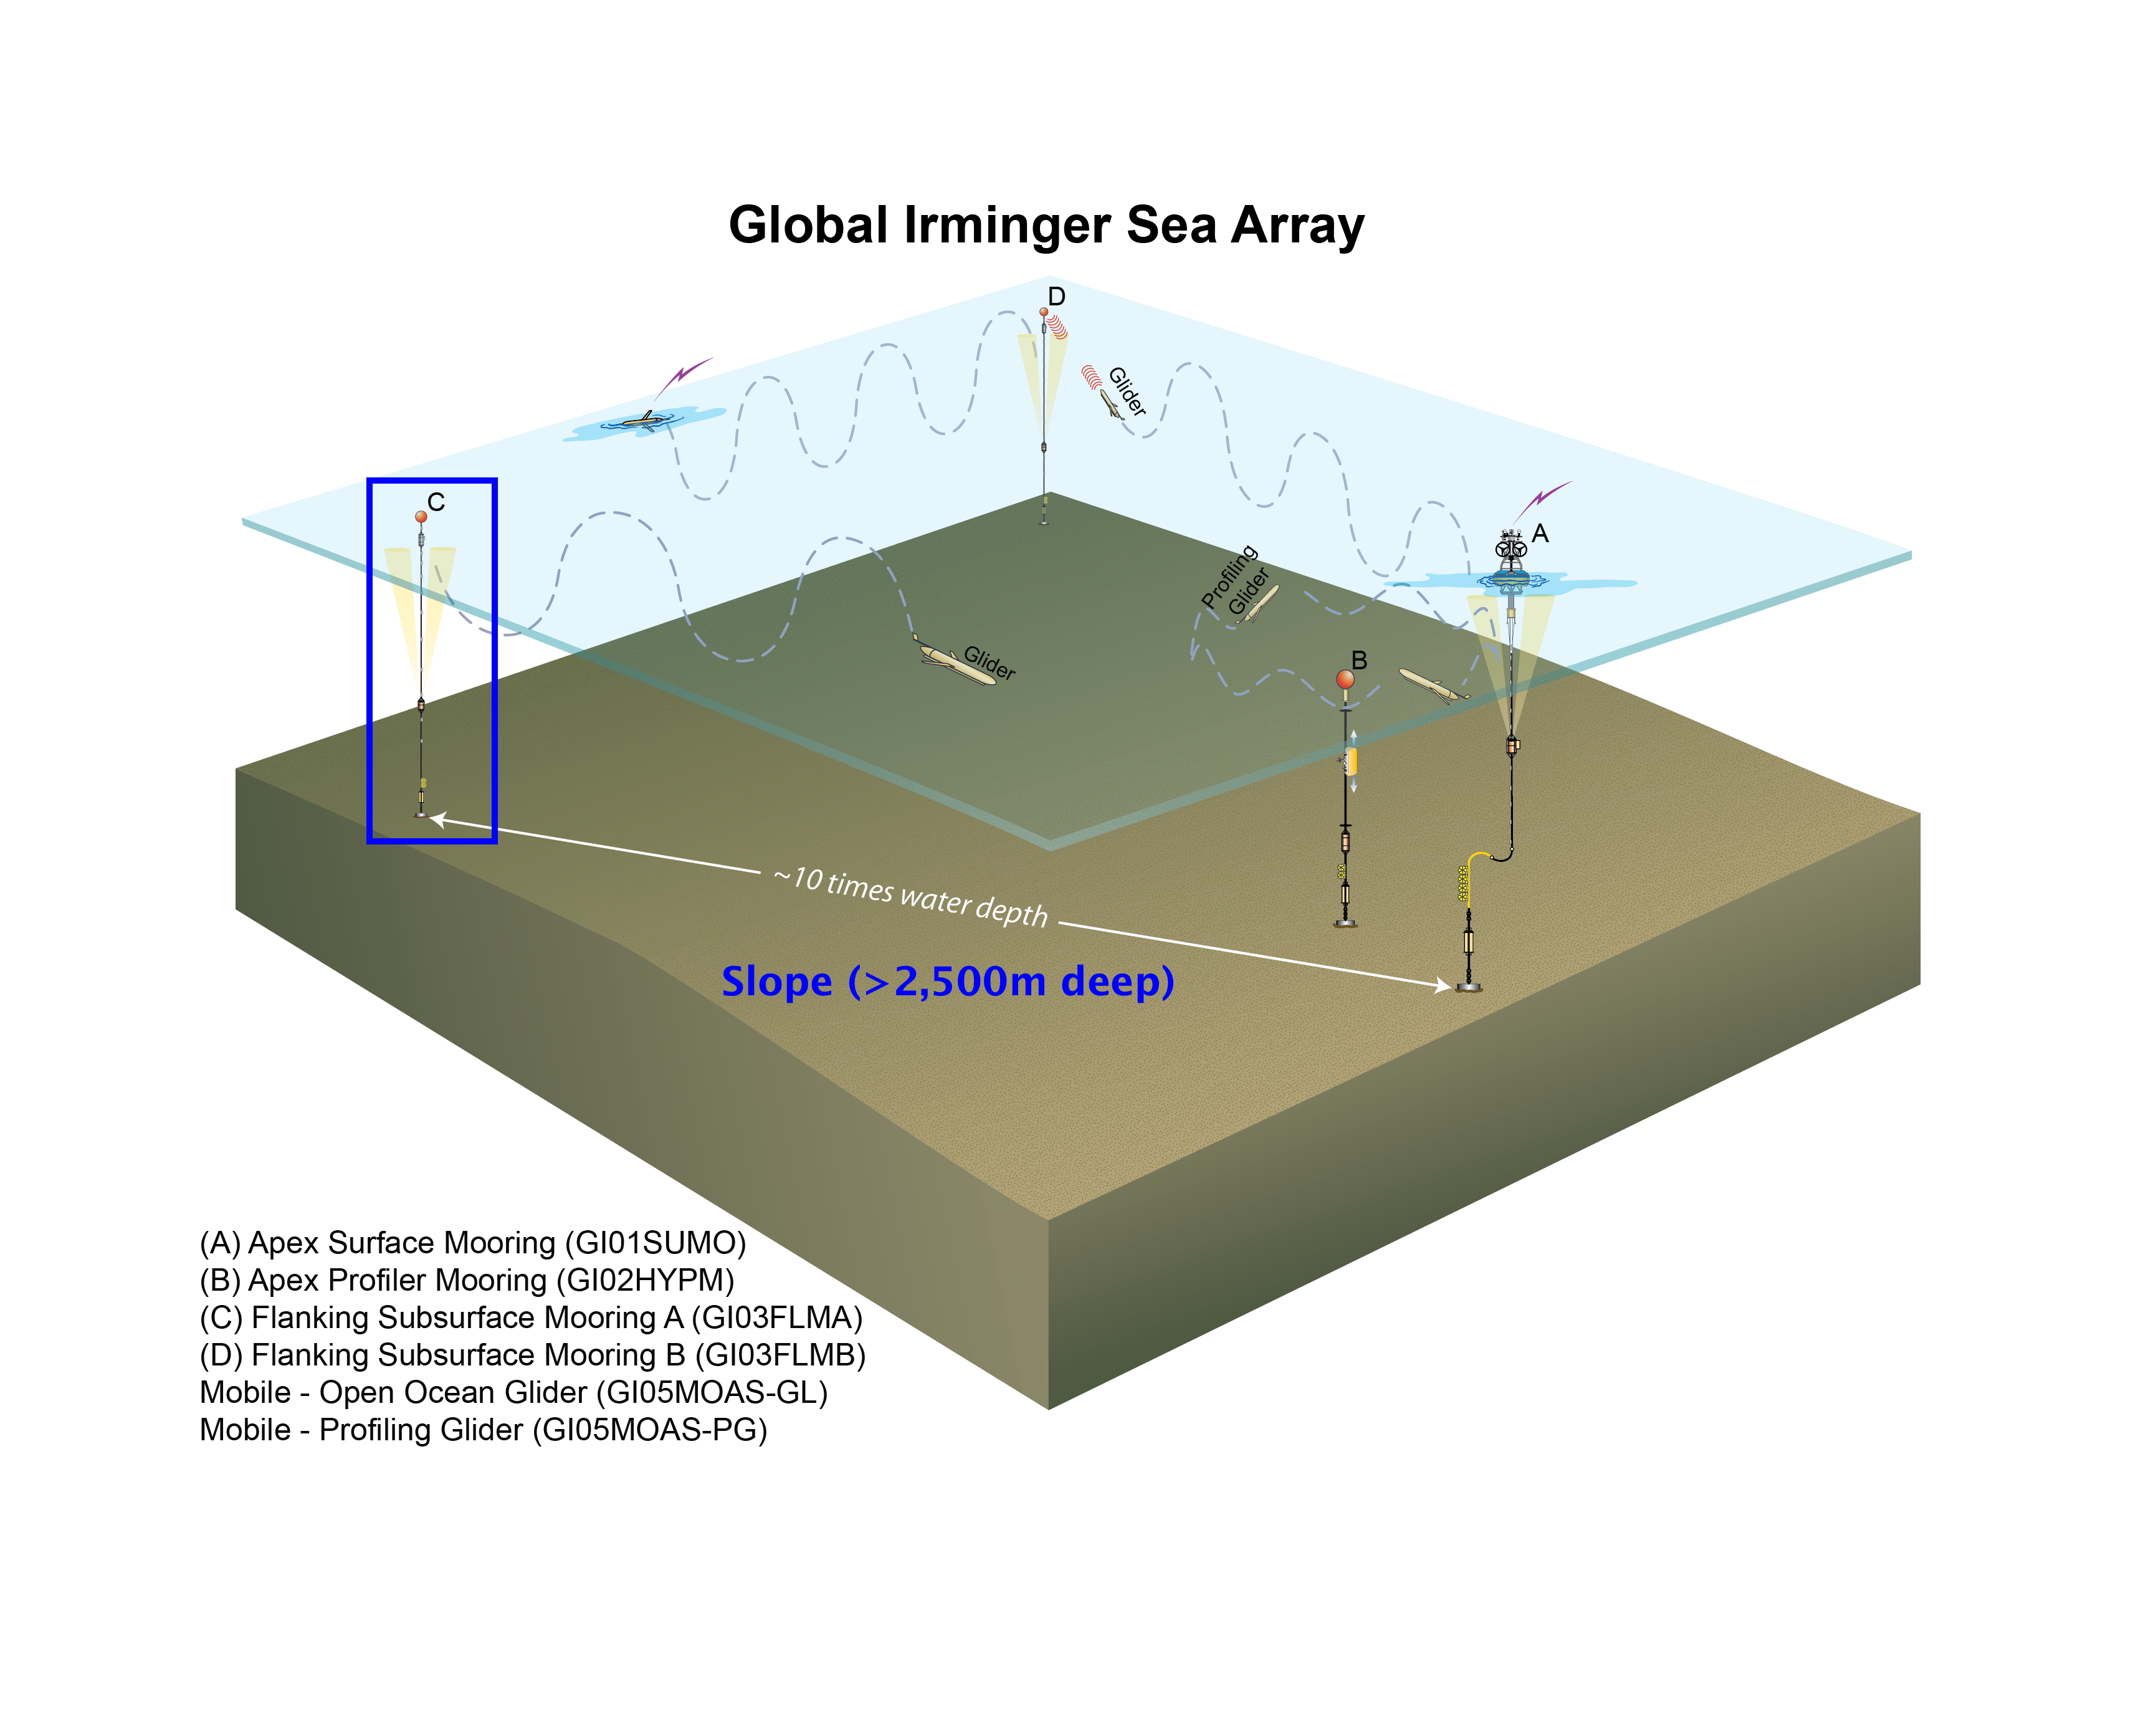 Global Irminger Sea Array
D
Glider
C
A
Profiling
Glider
Glider
B
~10 times water depth
Slope (>2,500m deep)
(A) Apex Surface Mooring (GI01SUMO)
(B) Apex Profiler Mooring (GI02HYPM)
(C) Flanking Subsurface Mooring A (GI03FLMA)
(D) Flanking Subsurface Mooring B (GI03FLMB)
Mobile - Open Ocean Glider (GI05MOAS-GL)
Mobile - Profiling Glider (GI05MOAS-PG)